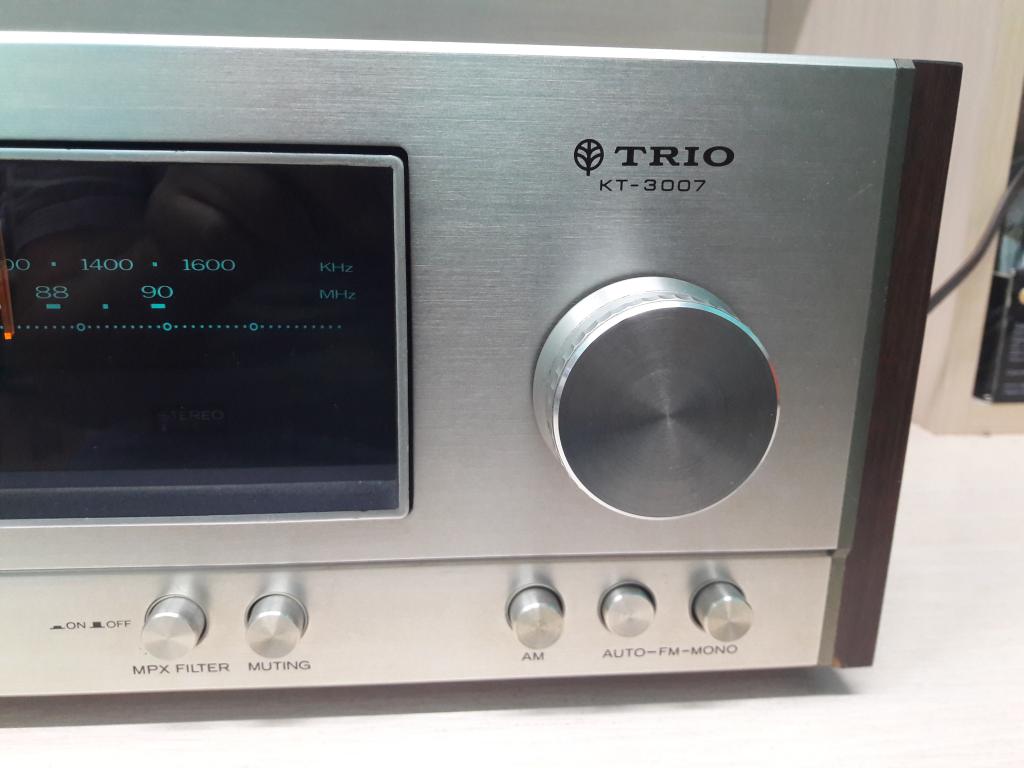 TRIO
KT-3007
1400 · 1600 KHz
88 · 90 MHz
STEREO
ON OFF
MPX FILTER MUTING AM AUTO-FM-MONO